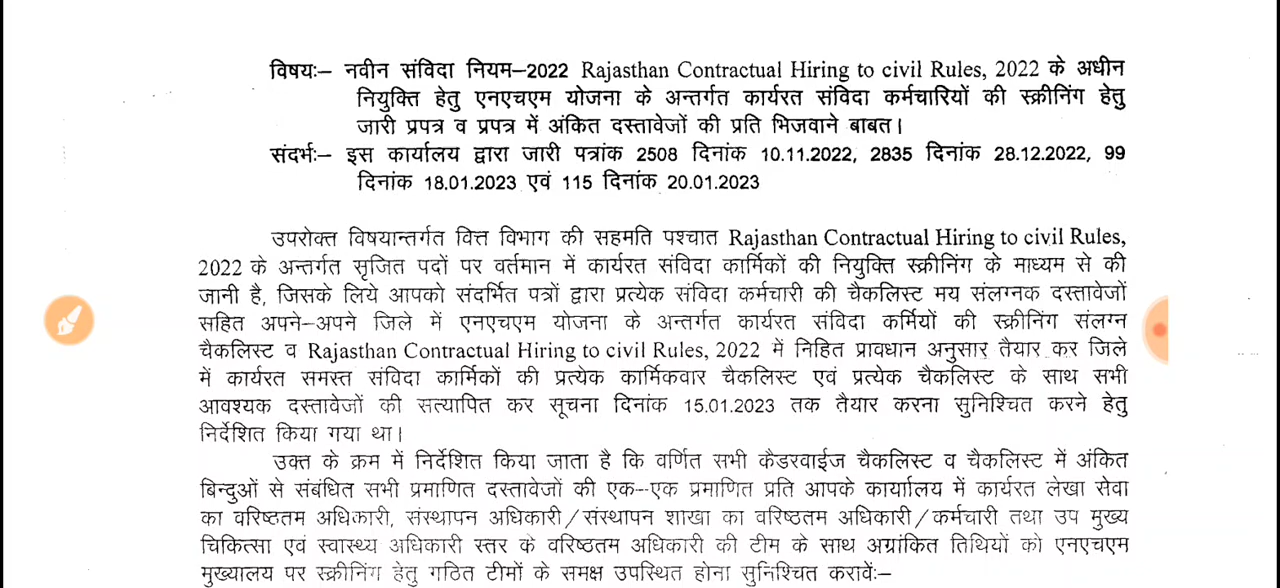 विषयः– नवीन संविदा नियम–2022 Rajasthan Contractual Hiring to civil Rules, 2022 के अधीन
नियुक्ति हेतु एनएचएम योजना के अन्तर्गत कार्यरत संविदा कर्मचारियों की स्क्रीनिंग हेतु
जारी प्रपत्र व प्रपत्र में अंकित दस्तावेजों की प्रति भिजवाने बाबत।
संदर्भः– इस कार्यालय द्वारा जारी पत्रांक 2508 दिनांक 10.11.2022, 2835 दिनांक 28.12.2022, 99
दिनांक 18.01.2023 एवं 115 दिनांक 20.01.2023
उपरोक्त विषयान्तर्गत वित्त विभाग की सहमति पश्चात Rajasthan Contractual Hiring to civil Rules,
2022 के अन्तर्गत सृजित पदों पर वर्तमान में कार्यरत संविदा कार्मिकों की नियुक्ति स्क्रीनिंग के माध्यम से की
जानी है, जिसके लिये आपको संदर्भित पत्रों द्वारा प्रत्येक संविदा कर्मचारी की चैकलिस्ट मय संलग्नक दस्तावेजों
सहित अपने–अपने जिले में एनएचएम योजना के अन्तर्गत कार्यरत संविदा कर्मियों की स्क्रीनिंग संलग्न
चैकलिस्ट व Rajasthan Contractual Hiring to civil Rules, 2022 में निहित प्रावधान अनुसार तैयार कर जिले
में कार्यरत समस्त संविदा कार्मिकों की प्रत्येक कार्मिकवार चैकलिस्ट एवं प्रत्येक चैकलिस्ट के साथ सभी
आवश्यक दस्तावेजों की सत्यापित कर सूचना दिनांक 15.01.2023 तक तैयार करना सुनिश्चित करने हेतु
निर्देशित किया गया था।
उक्त के क्रम में निर्देशित किया जाता है कि वर्णित सभी कैडरवाईज चैकलिस्ट व चैकलिस्ट में अंकित
बिन्दुओं से संबंधित सभी प्रमाणित दस्तावेजों की एक–एक प्रमाणित प्रति आपके कार्याालय में कार्यरत लेखा सेवा
का वरिष्ठतम अधिकारी, संस्थापन अधिकारी/संस्थापन शाखा का वरिष्ठतम अधिकारी/कर्मचारी तथा उप मुख्य
चिकित्सा एवं स्वास्थ्य अधिकारी स्तर के वरिष्ठतम अधिकारी की टीम के साथ अग्रांकित तिथियों को एनएचएम
मुख्यालय पर स्क्रीनिंग हेतु गठित टीमों के समक्ष उपस्थित होना सुनिश्चित करावें:–